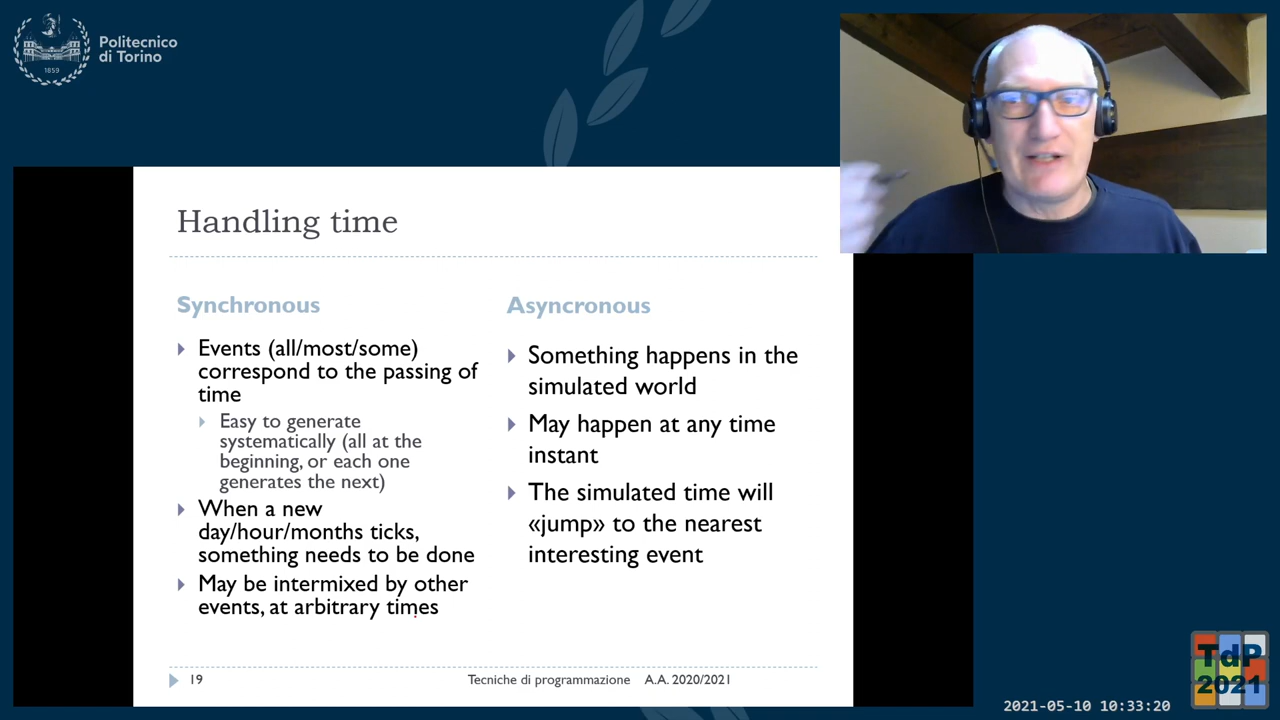 Politecnico
di Torino
1859
Handling time
Synchronous
Events (all/most/some)
correspond to the passing of
time
Easy to generate
systematically (all at the
beginning, or each one
generates the next)
When a new
day/hour/months ticks,
something needs to be done
May be intermixed by other
events, at arbitrary times
Asyncronous
Something happens in the
simulated world
May happen at any time
instant
The simulated time will
«jump» to the nearest
interesting event
19
Tecniche di programmazione A.A. 2020/2021
TdP
2021
2021-05-10 10:33:20